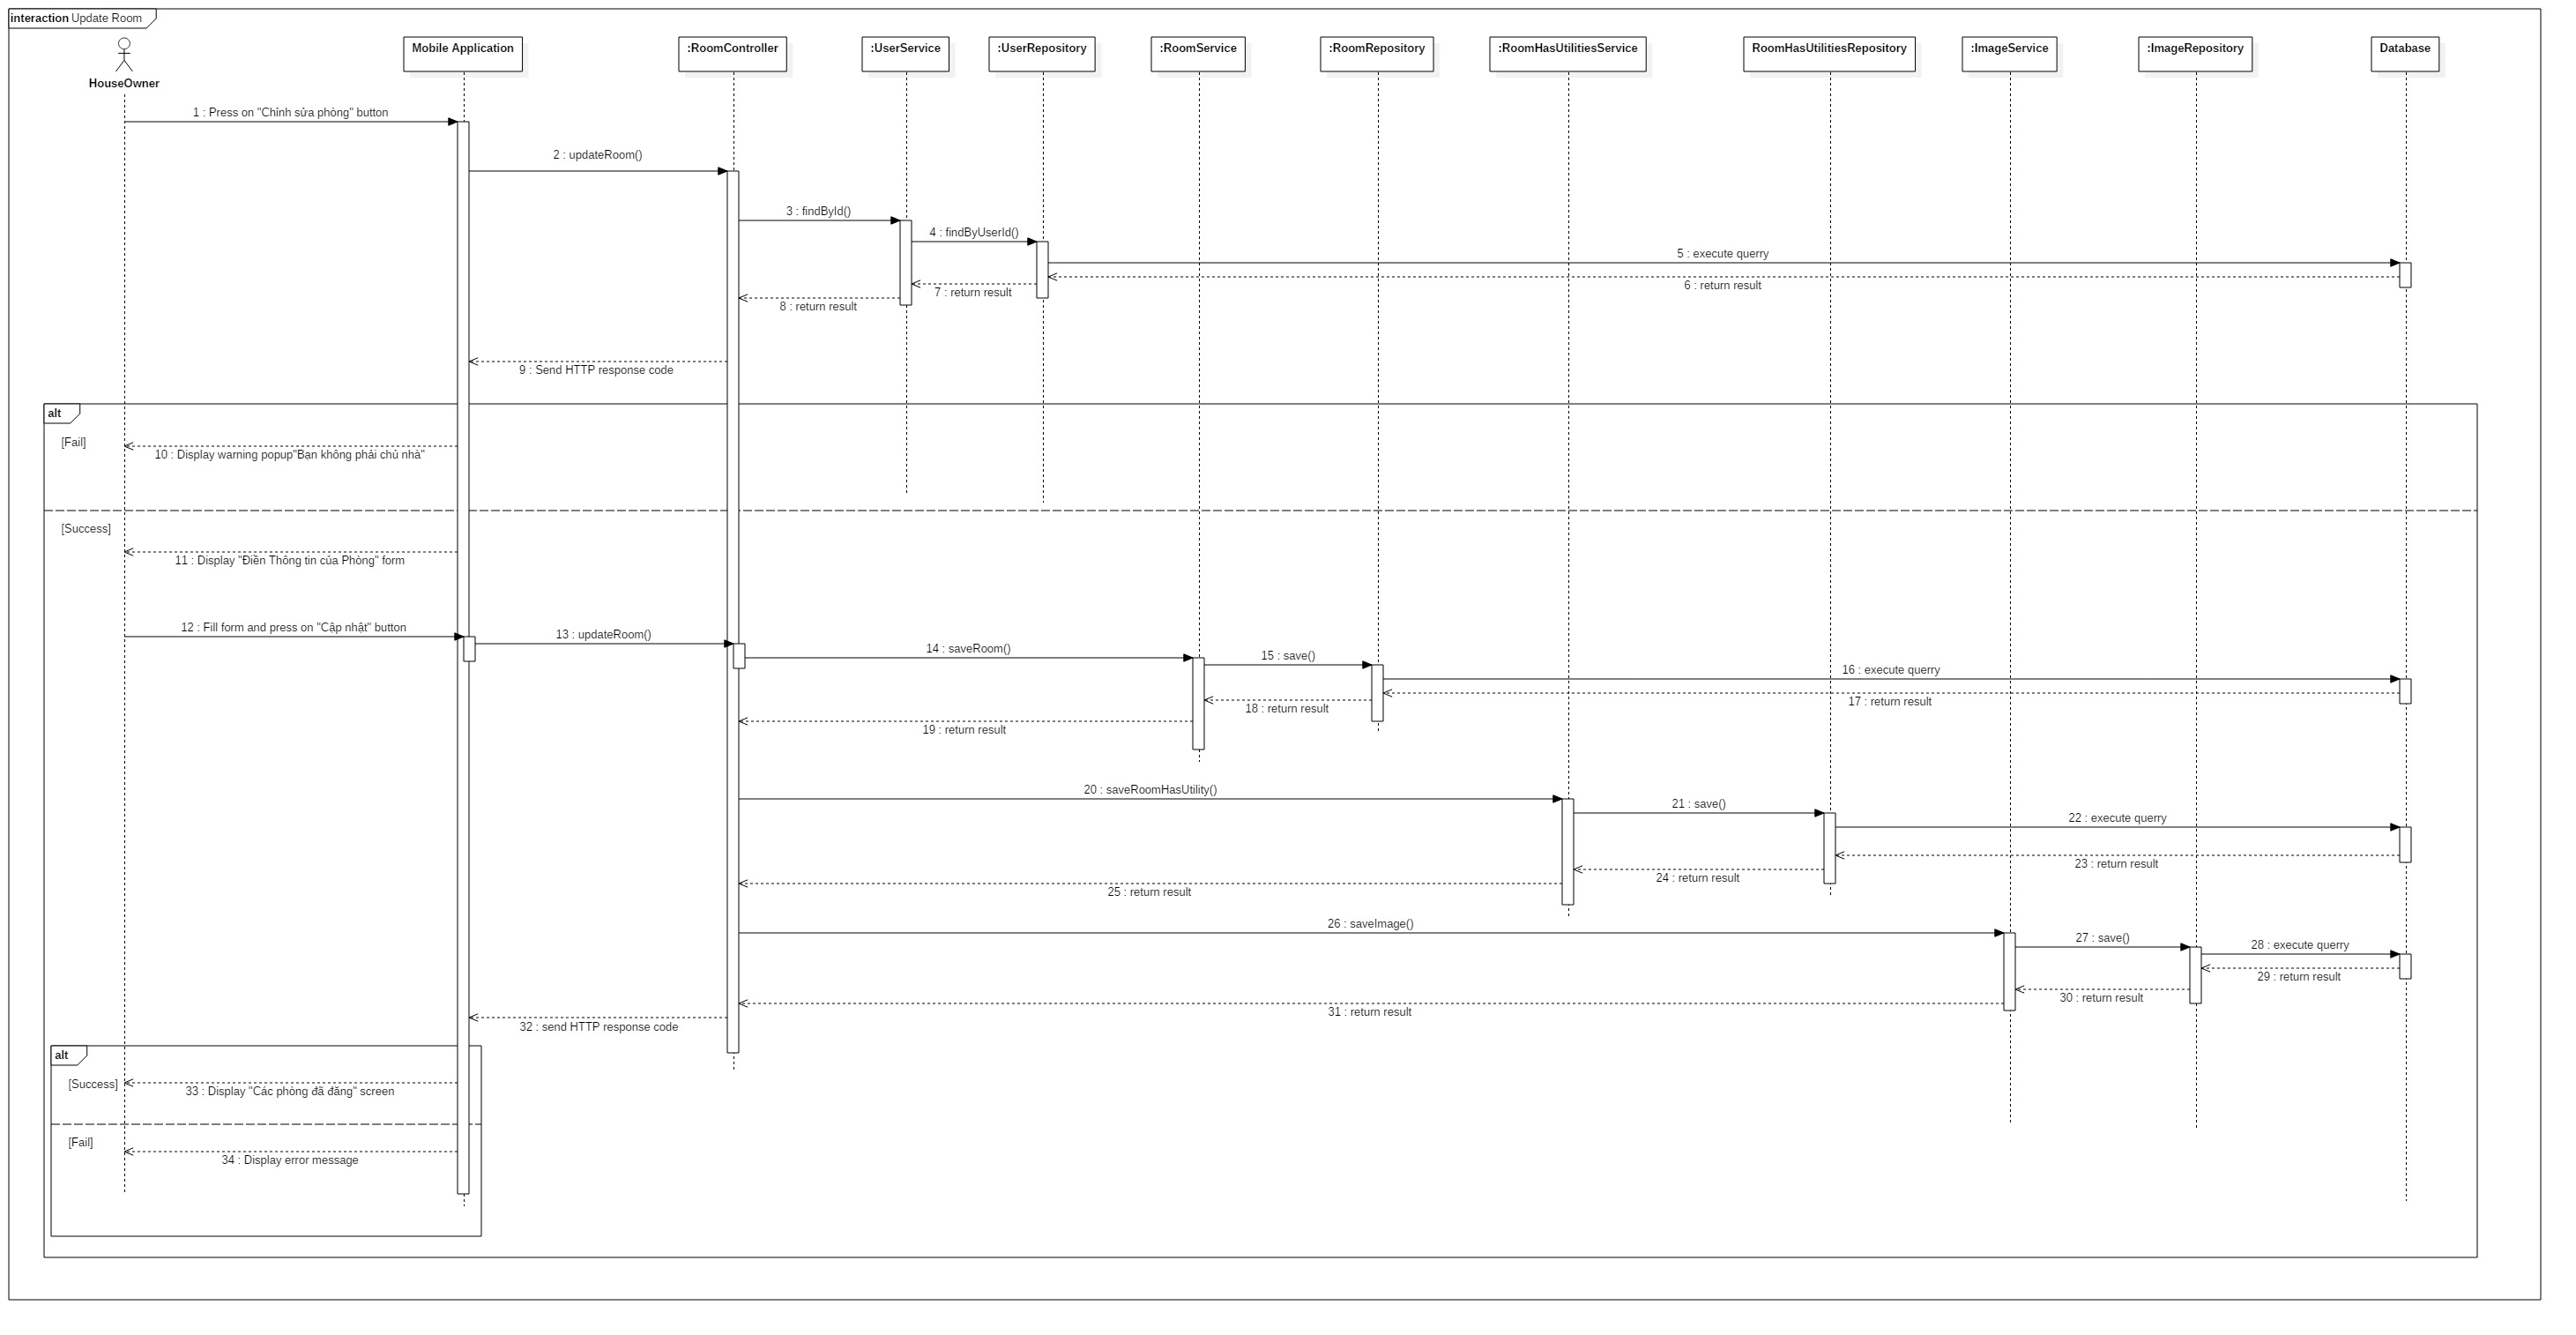 interaction Update Room
HouseOwner
Mobile Application
:RoomController
:UserService
:UserRepository
:RoomService
:RoomRepository
:RoomHasUtilitiesService
RoomHasUtilitiesRepository
:ImageService
:ImageRepository
Database
1 : Press on "Chỉnh sửa phòng" button
2 : updateRoom()
3 : findById()
4 : findByUserId()
5 : execute querry
6 : return result
7 : return result
8 : return result
9 : Send HTTP response code
alt
[Fail]
10 : Display warning popup"Bạn không phải chủ nhà"
[Success]
11 : Display "Điền Thông tin của Phòng" form
12 : Fill form and press on "Cập nhật" button
13 : updateRoom()
14 : saveRoom()
15 : save()
16 : execute querry
17 : return result
18 : return result
19 : return result
20 : saveRoomHasUtility()
21 : save()
22 : execute querry
23 : return result
24 : return result
25 : return result
26 : saveImage()
27 : save()
28 : execute querry
29 : return result
30 : return result
31 : return result
32 : send HTTP response code
alt
[Success]
33 : Display "Các phòng đã đăng" screen
[Fail]
34 : Display error message